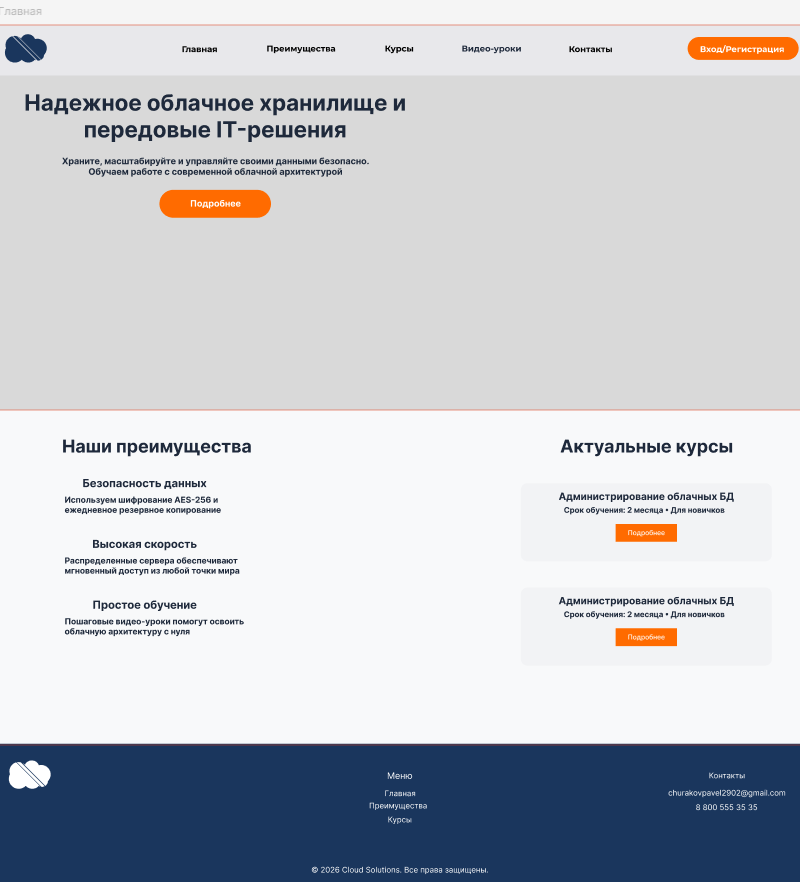 Главная
Главная
Преимущества
Курсы
Видео-уроки
Контакты
Вход/Регистрация
Надежное облачное хранилище и
передовые IT-решения
Храните, масштабируйте и управляйте своими данными безопасно.
Обучаем работе с современной облачной архитектурой
Подробнее
Наши преимущества
Безопасность данных
Используем шифрование AES-256 и
ежедневное резервное копирование
Высокая скорость
Распределенные сервера обеспечивают
мгновенный доступ из любой точки мира
Простое обучение
Пошаговые видео-уроки помогут освоить
облачную архитектуру с нуля
Актуальные курсы
Администрирование облачных БД
Срок обучения: 2 месяца • Для новичков
Подробнее
Администрирование облачных БД
Срок обучения: 2 месяца • Для новичков
Подробнее
Меню
Главная
Преимущества
Курсы
Контакты
churakovpavel2902@gmail.com
8 800 555 35 35
© 2026 Cloud Solutions. Все права защищены.